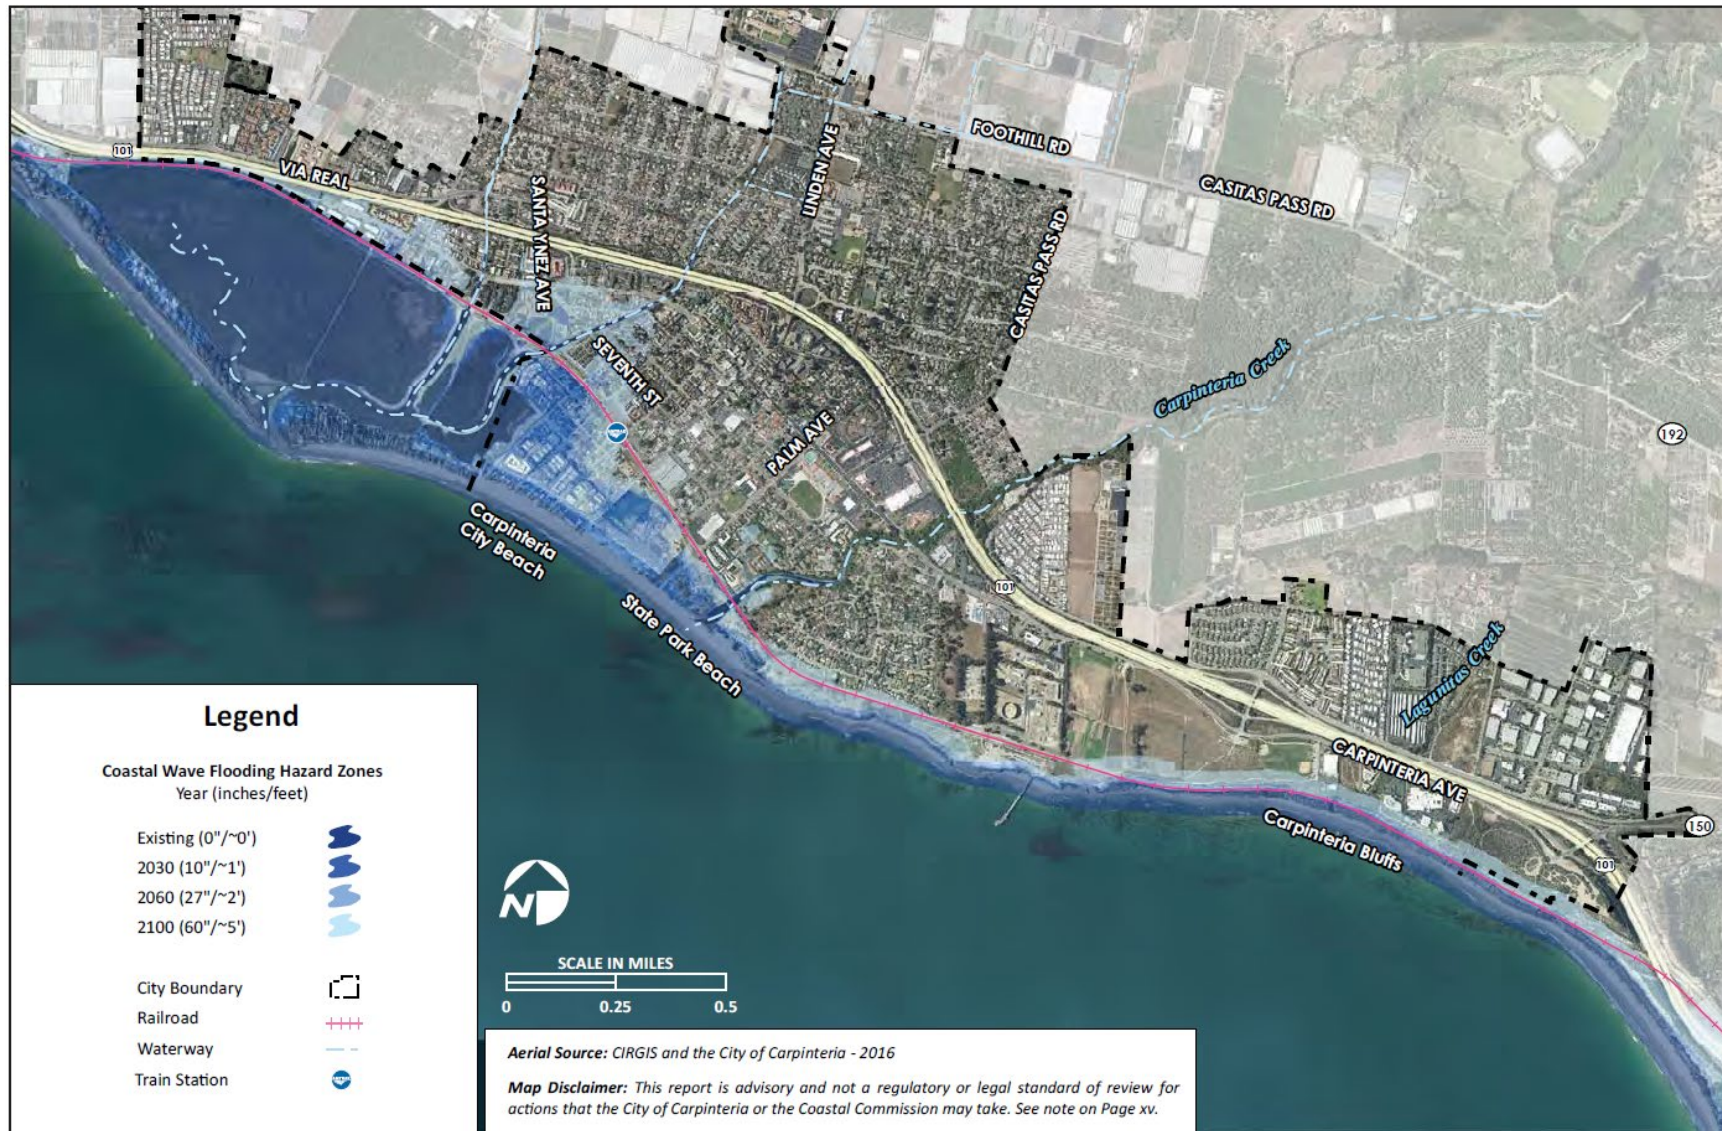 FOOTHILL RD
LINDEN AVE
101
VIA REAL
SANTA YNEZ AVE
CASITAS PASS RD
CASITAS PASS RD
SEVENTH ST
Carpinteria Creek
192
PALM AVE
Carpinteria
City Beach
State Park Beach
101
Lagunitas Creek
CARPINTERIA AVE
150
Carpinteria Bluffs
101
Legend
Coastal Wave Flooding Hazard Zones
Year (inches/feet)
Existing (0"/~0')
2030 (10"/~1')
2060 (27"/~2')
2100 (60"/~5')
City Boundary
Railroad
Waterway
Train Station
N
SCALE IN MILES
0 0.25 0.5
Aerial Source: CIRGIS and the City of Carpinteria - 2016
Map Disclaimer: This report is advisory and not a regulatory or legal standard of review for
actions that the City of Carpinteria or the Coastal Commission may take. See note on Page xv.